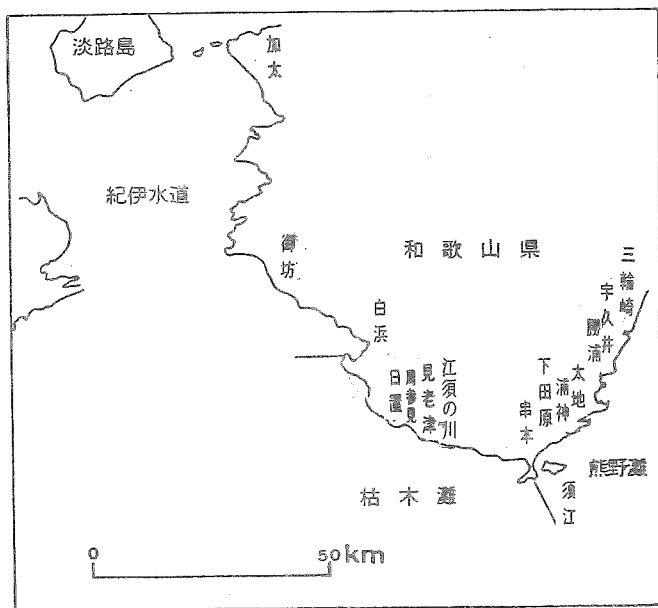 淡路島
加太
紀伊水道
御坊
和歌山県
白浜
日置
周参見
見老津
江須の川
串本
下田原
浦神
太地
勝浦
宇久井
三輪崎
枯木灘
熊野灘
須江
0
50km